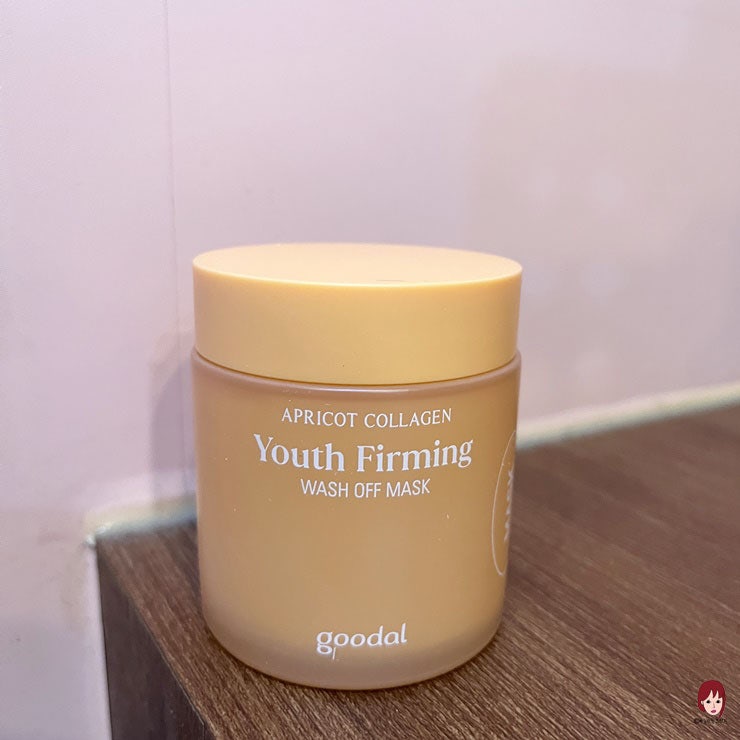 APRICOT COLLAGEN
Youth Firming
WASH OFF MASK
goodal